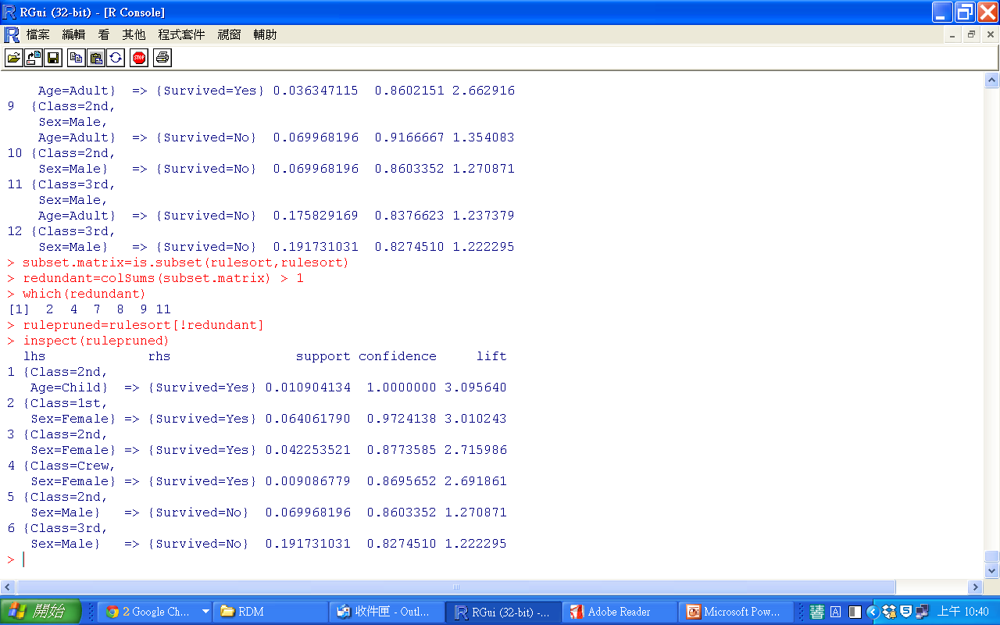 RGui (32-bit) - [R Console]
檔案 編輯 看 其他 程式套件 視窗 輔助
STOP
Age=Adult} => {Survived=Yes} 0.036347115 0.8602151 2.662916
9 {Class=2nd,
Sex=Male,
Age=Adult} => {Survived=No} 0.069968196 0.9166667 1.354083
10 {Class=2nd,
Sex=Male} => {Survived=No} 0.069968196 0.8603352 1.270871
11 {Class=3rd,
Sex=Male,
Age=Adult} => {Survived=No} 0.175829169 0.8376623 1.237379
12 {Class=3rd,
Sex=Male} => {Survived=No} 0.191731031 0.8274510 1.222295
> subset.matrix=is.subset(rulesort,rulesort)
> redundant=colSums(subset.matrix) > 1
> which(redundant)
[1] 2 4 7 8 9 11
> rulepruned=rulesort[!redundant]
> inspect(rulepruned)
lhs rhs support confidence lift
1 {Class=2nd,
Age=Child} => {Survived=Yes} 0.010904134 1.0000000 3.095640
2 {Class=1st,
Sex=Female} => {Survived=Yes} 0.064061790 0.9724138 3.010243
3 {Class=2nd,
Sex=Female} => {Survived=Yes} 0.042253521 0.8773585 2.715986
4 {Class=Crew,
Sex=Female} => {Survived=Yes} 0.009086779 0.8695652 2.691861
5 {Class=2nd,
Sex=Male} => {Survived=No} 0.069968196 0.8603352 1.270871
6 {Class=3rd,
Sex=Male} => {Survived=No} 0.191731031 0.8274510 1.222295
>
開始 2 Google Ch... RDM 收件匣 - Outl... RGui (32-bit) -... Adobe Reader Microsoft Pow... A 上午 10:40